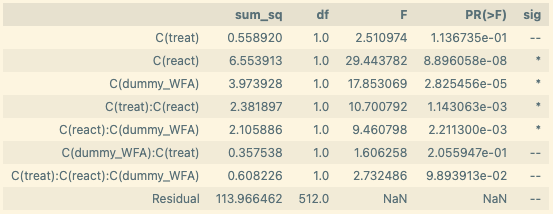 sum_sq df F PR(>F) sig
C(treat) 0.558920 1.0 2.510974 1.136735e-01 --
C(react) 6.553913 1.0 29.443782 8.896058e-08 *
C(dummy_WFA) 3.973928 1.0 17.853069 2.825456e-05 *
C(treat):C(react) 2.381897 1.0 10.700792 1.143063e-03 *
C(react):C(dummy_WFA) 2.105886 1.0 9.460798 2.211300e-03 *
C(dummy_WFA):C(treat) 0.357538 1.0 1.606258 2.055947e-01 --
C(treat):C(react):C(dummy_WFA) 0.608226 1.0 2.732486 9.893913e-02 --
Residual 113.966462 512.0 NaN NaN --